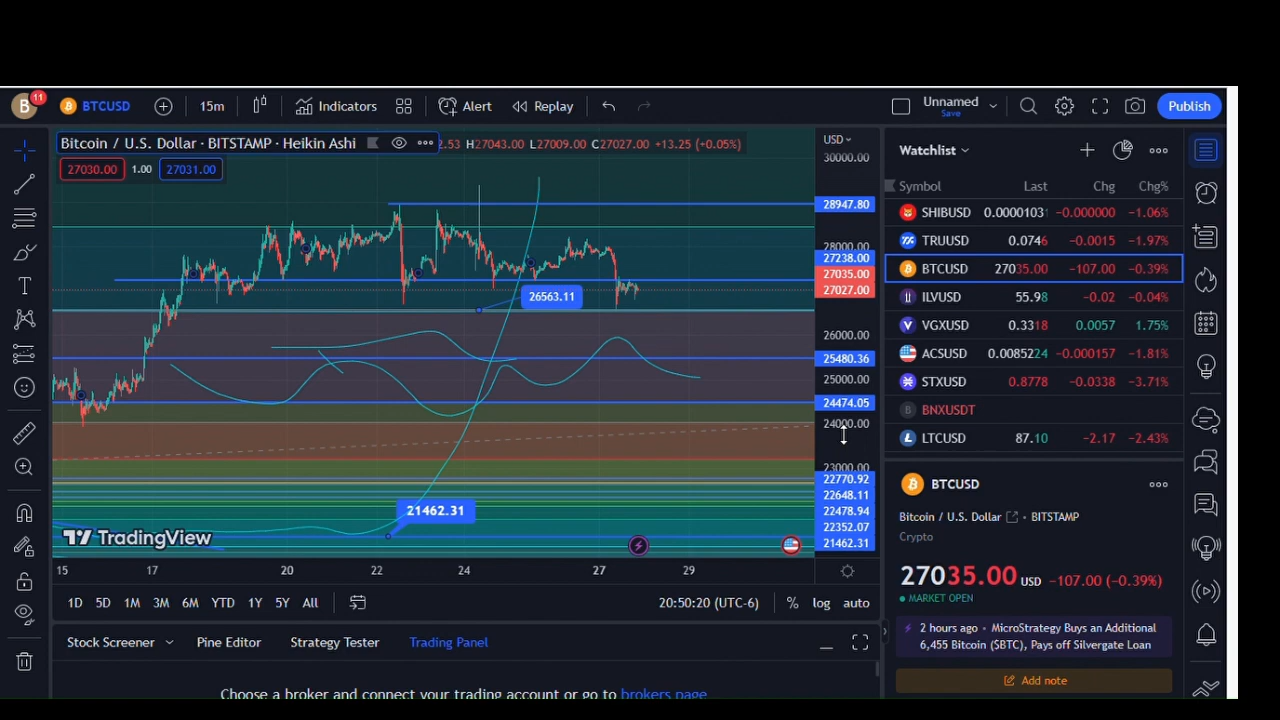 B 11 BTCUSD 15m Indicators Alert Replay Unnamed Save Publish
Bitcoin / U.S. Dollar · BITSTAMP · Heikin Ashi 2.53 H27043.00 L27009.00 C27027.00 +13.25 (+0.05%) USD
27030.00 1.00 27031.00
30000.00
28947.80
28000.00
27238.00
27035.00
27027.00
26563.11
26000.00
25480.36
25000.00
24474.05
24000.00
23000.00
22770.92
22648.11
22478.94
22352.07
21462.31
21462.31
TradingView
15 17 20 22 24 27 29
1D 5D 1M 3M 6M YTD 1Y 5Y All 20:50:20 (UTC-6) % log auto
Stock Screener Pine Editor Strategy Tester Trading Panel
Choose a broker and connect your trading account or go to brokers page
Watchlist
Symbol Last Chg Chg%
SHIBUSD 0.0000103 -0.000000 −1.06%
TRUUSD 0.0746 −0.0015 −1.97%
BTCUSD 27035.00 −107.00 −0.39%
ILVUSD 55.98 −0.02 −0.04%
VGXUSD 0.3318 0.0057 1.75%
ACSUSD 0.0085224 −0.000157 −1.81%
STXUSD 0.8778 −0.0338 −3.71%
B BNXUSDT
LTCUSD 87.10 −2.17 −2.43%
BTCUSD
Bitcoin / U.S. Dollar · BITSTAMP
Crypto
27035.00 USD −107.00 (−0.39%)
MARKET OPEN
2 hours ago · MicroStrategy Buys an Additional
6,455 Bitcoin ($BTC), Pays off Silvergate Loan
Add note